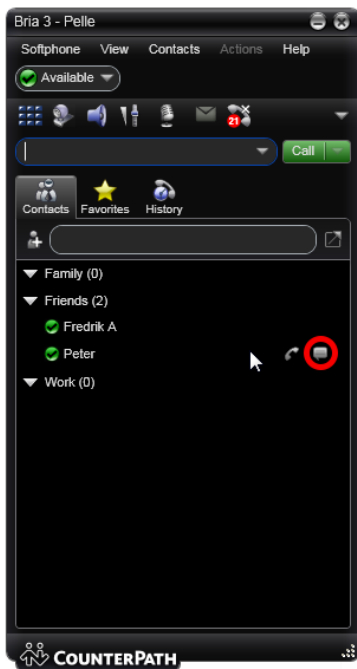 Bria 3 - Pelle
Softphone View Contacts Actions Help
Available
21
Call
Contacts Favorites History
Family (0)
Friends (2)
Fredrik A
Peter
Work (0)
COUNTERPATH